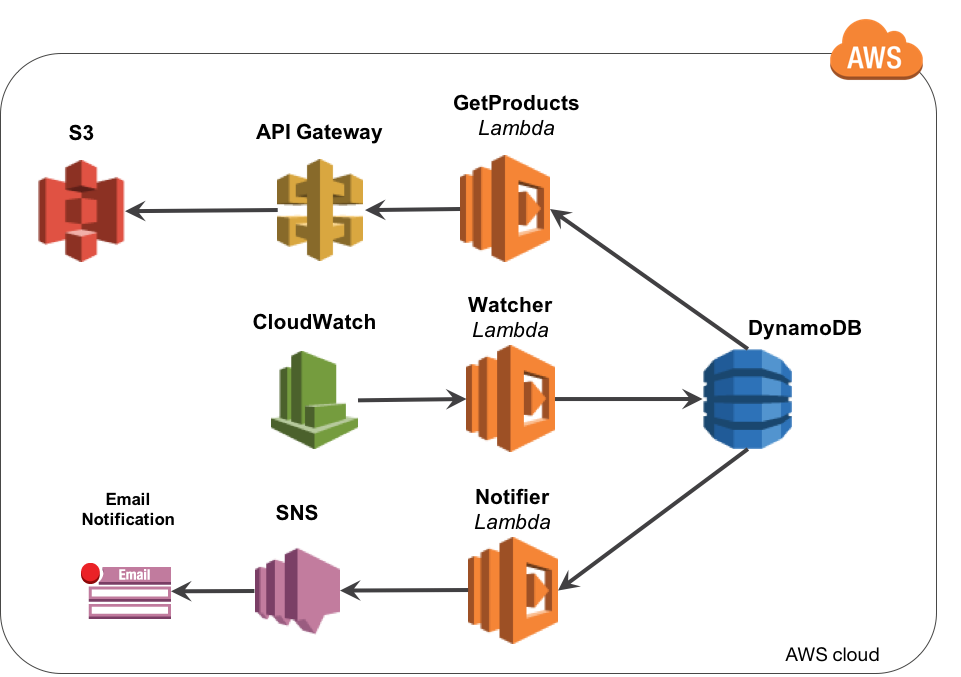 AWS
GetProducts
Lambda
S3
API Gateway
Watcher
Lambda
CloudWatch
DynamoDB
Notifier
Lambda
Email
Notification
SNS
Email
AWS cloud